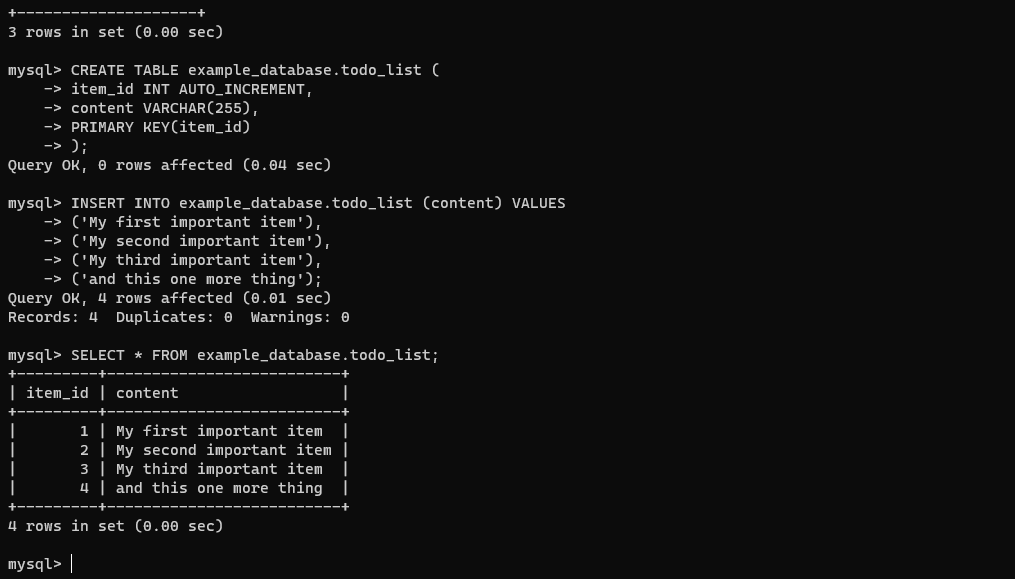 +--------------------+
3 rows in set (0.00 sec)
mysql> CREATE TABLE example_database.todo_list (
    -> item_id INT AUTO_INCREMENT,
    -> content VARCHAR(255),
    -> PRIMARY KEY(item_id)
    -> );
Query OK, 0 rows affected (0.04 sec)
mysql> INSERT INTO example_database.todo_list (content) VALUES
    -> ('My first important item'),
    -> ('My second important item'),
    -> ('My third important item'),
    -> ('and this one more thing');
Query OK, 4 rows affected (0.01 sec)
Records: 4  Duplicates: 0  Warnings: 0
mysql> SELECT * FROM example_database.todo_list;
+---------+--------------------------+
| item_id | content                  |
+---------+--------------------------+
|       1 | My first important item  |
|       2 | My second important item |
|       3 | My third important item  |
|       4 | and this one more thing  |
+---------+--------------------------+
4 rows in set (0.00 sec)
mysql>